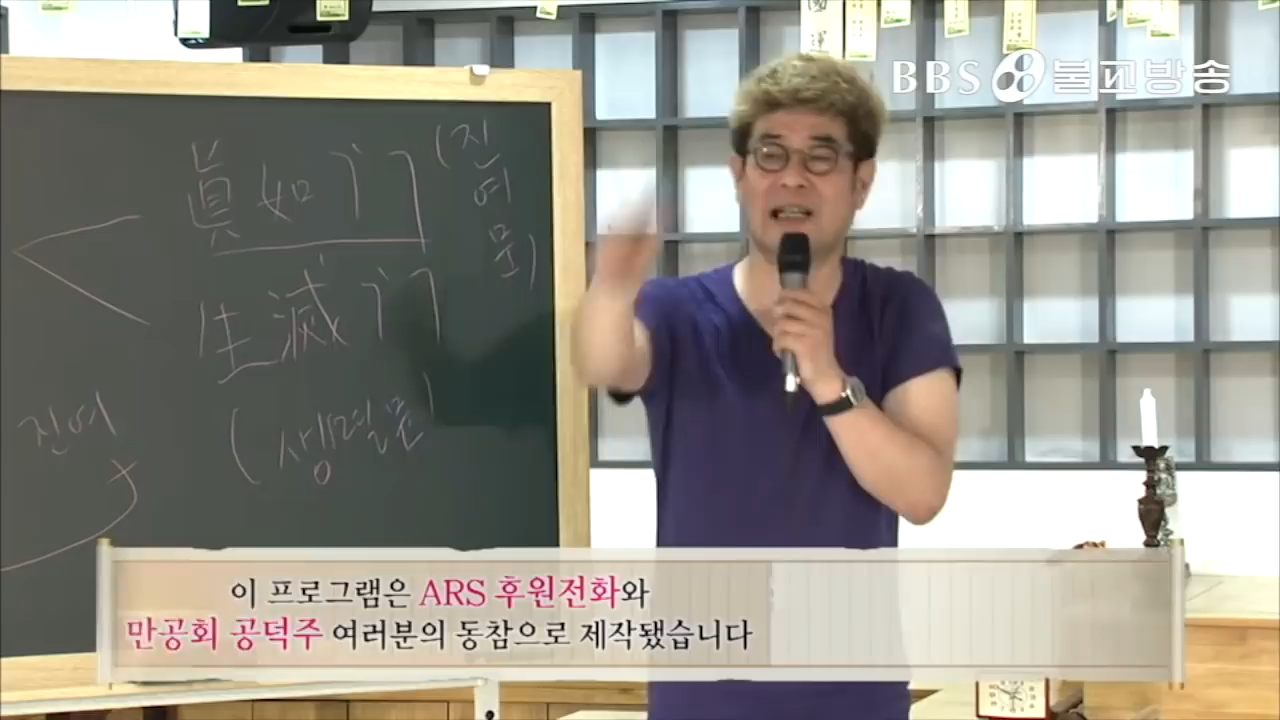 BBS 불교방송
眞如门 (진여문)
生滅门
(생멸문)
진여
이 프로그램은 ARS 후원전화와
만공회 공덕주 여러분의 동참으로 제작됐습니다